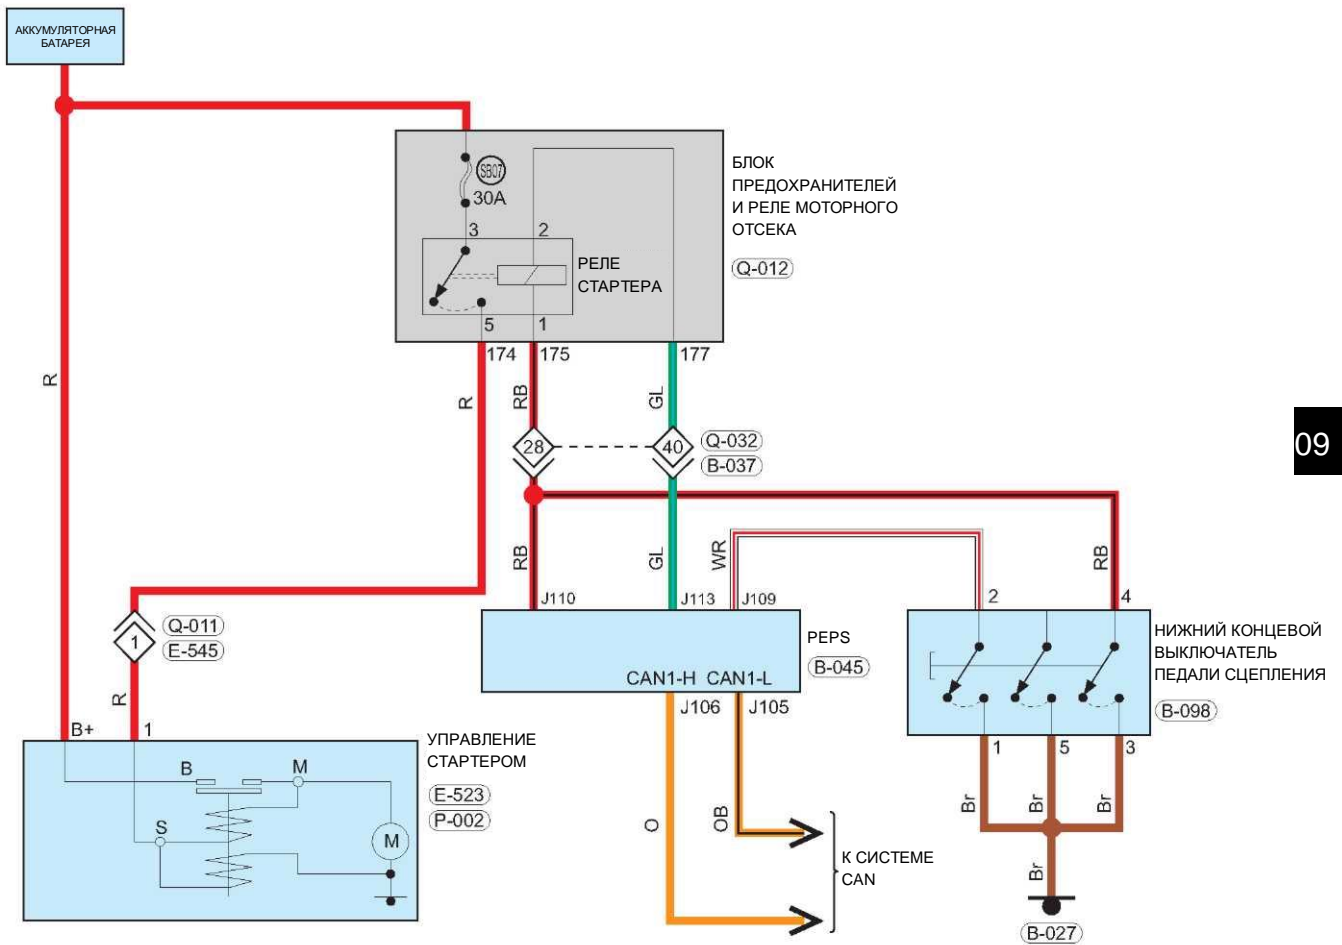 АККУМУЛЯТОРНАЯ
БАТАРЕЯ
SB07
30A
3
2
РЕЛЕ
СТАРТЕРА
5
1
БЛОК
ПРЕДОХРАНИТЕЛЕЙ
И РЕЛЕ МОТОРНОГО
ОТСЕКА
Q-012
174
175
177
R
R
RB
GL
28
40
Q-032
B-037
09
RB
GL
WR
RB
J110
J113
J109
2
4
1
Q-011
E-545
R
PEPS
B-045
CAN1-H CAN1-L
J106
J105
НИЖНИЙ КОНЦЕВОЙ
ВЫКЛЮЧАТЕЛЬ
ПЕДАЛИ СЦЕПЛЕНИЯ
B-098
1
5
3
B+
1
УПРАВЛЕНИЕ
СТАРТЕРОМ
E-523
P-002
B
M
S
M
O
OB
К СИСТЕМЕ
CAN
Br
Br
Br
Br
B-027